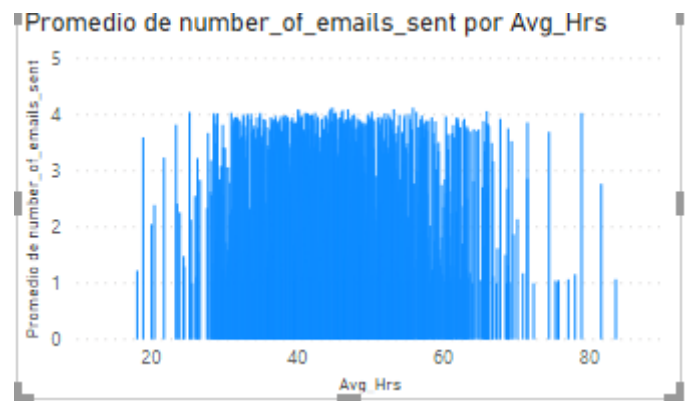 Promedio de number_of_emails_sent por Avg_Hrs
Promedio de number_of_emails_sent
5
4
3
2
1
0
20 40 60 80
Avg_Hrs